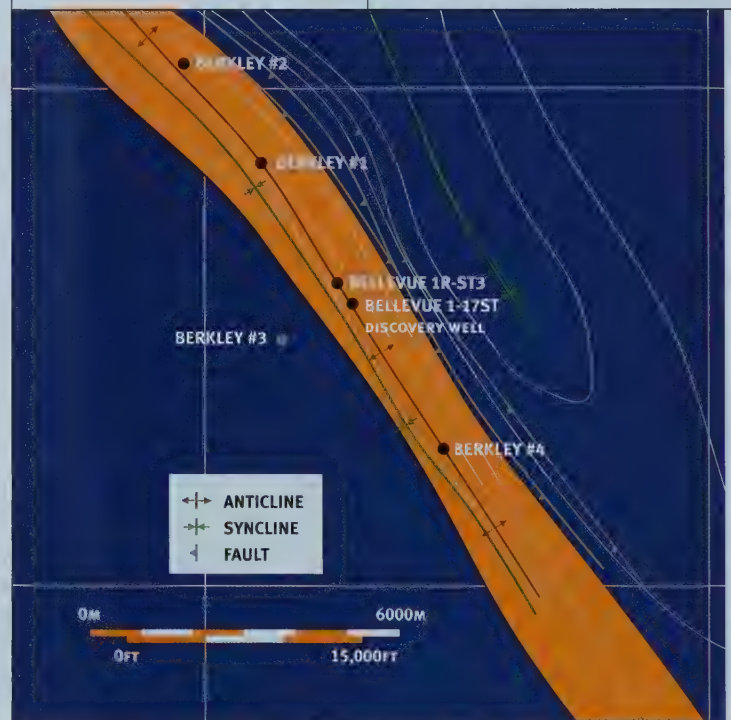 BERKLEY #2
BERKLEY #1
BELLEVUE 1R-ST3
BELLEVUE 1-17ST
DISCOVERY WELL
BERKLEY #3
BERKLEY #4
ANTICLINE
SYNCLINE
FAULT
0M 6000M
0FT 15,000FT